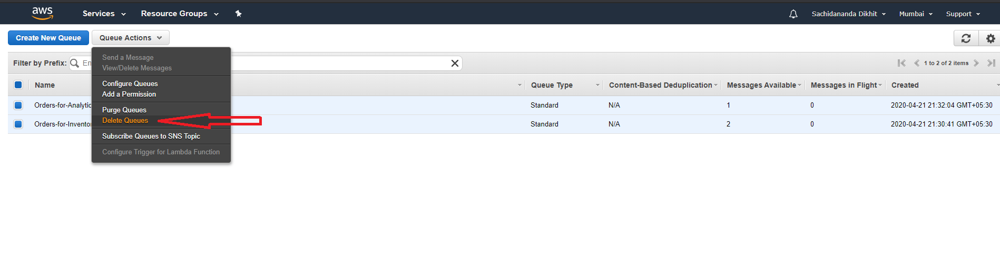 aws Services Resource Groups Sachidananda Dikhit Mumbai Support
Create New Queue Queue Actions
Send a Message
View/Delete Messages
Filter by Prefix: 1 to 2 of 2 items
Configure Queues
Add a Permission
Name Queue Type Content-Based Deduplication Messages Available Messages in Flight Created
Orders-for-Analytic Standard N/A 1 0 2020-04-21 21:32:04 GMT+05:30
Purge Queues
Delete Queues
Orders-for-Invento Standard N/A 2 0 2020-04-21 21:30:41 GMT+05:30
Subscribe Queues to SNS Topic
Configure Trigger for Lambda Function